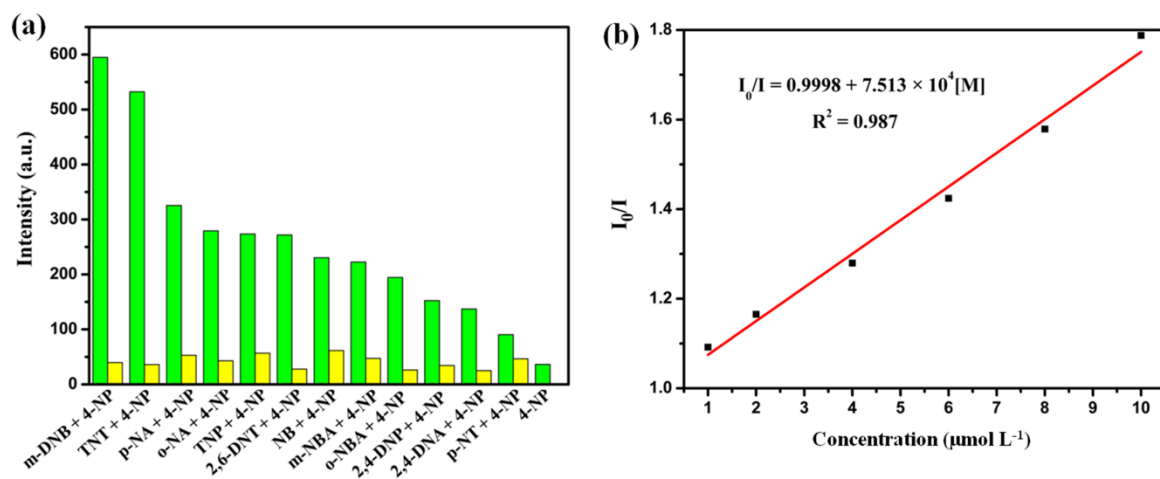 (a)
Intensity (a.u.)
600
500
400
300
200
100
0
m-DNB + 4-NP
TNT + 4-NP
p-NA + 4-NP
o-NA + 4-NP
TNP + 4-NP
2,6-DNT + 4-NP
NB + 4-NP
m-NBA + 4-NP
o-NBA + 4-NP
2,4-DNP + 4-NP
2,4-DNA + 4-NP
p-NT + 4-NP
4-NP
(b)
I₀/I
1.8
1.6
1.4
1.2
1.0
I₀/I = 0.9998 + 7.513 × 10⁴[M]
R² = 0.987
1 2 3 4 5 6 7 8 9 10
Concentration (μmol L⁻¹)